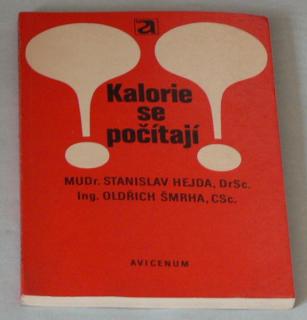 a
Kalorie
se
počítají
MUDr. STANISLAV HEJDA, DrSc.
Ing. OLDŘICH ŠMRHA, CSc.
AVICENUM